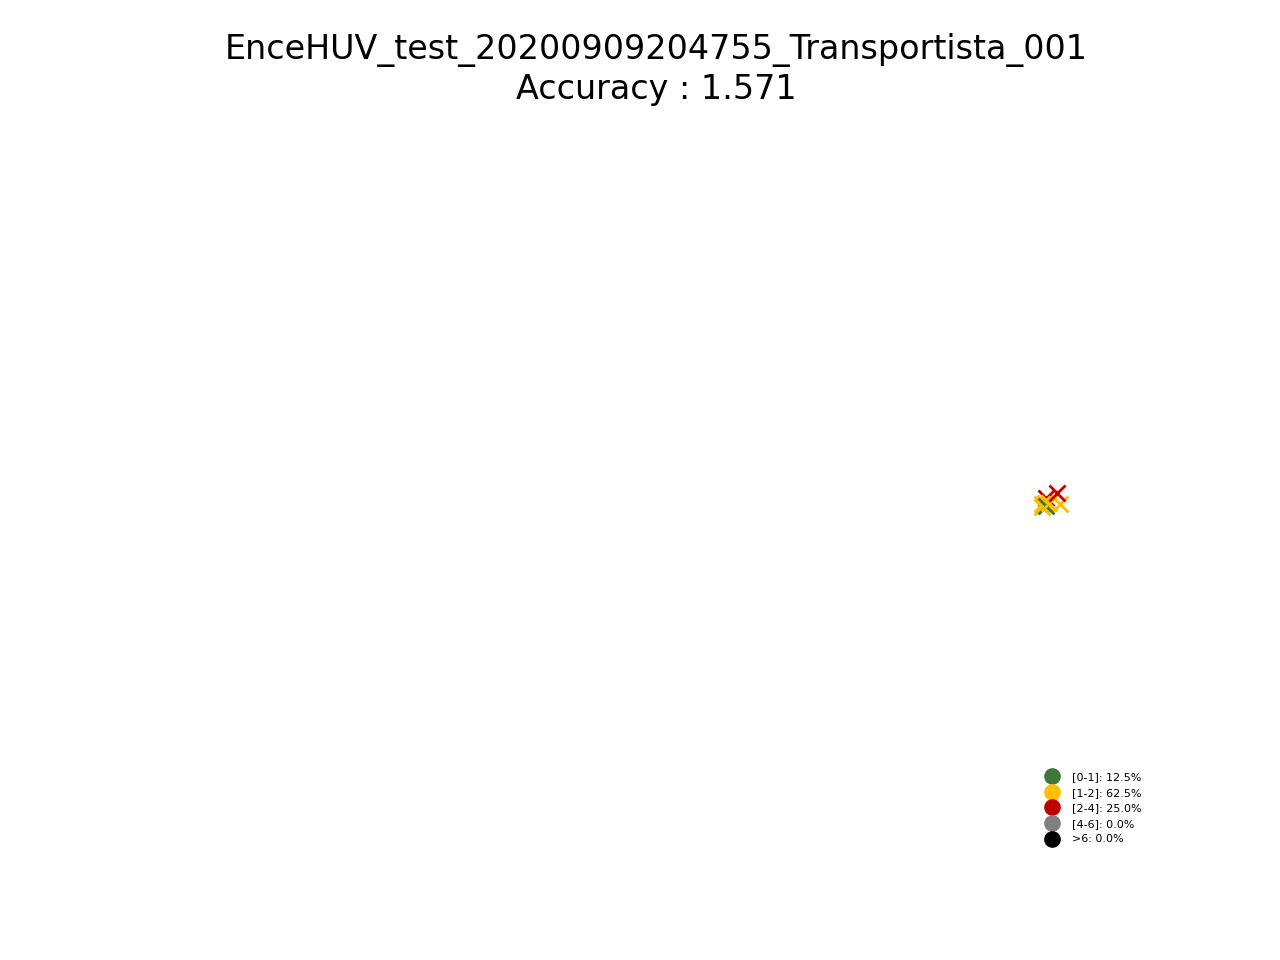 EnceHUV_test_20200909204755_Transportista_001
Accuracy : 1.571
[0-1]: 12.5%
[1-2]: 62.5%
[2-4]: 25.0%
[4-6]: 0.0%
>6: 0.0%